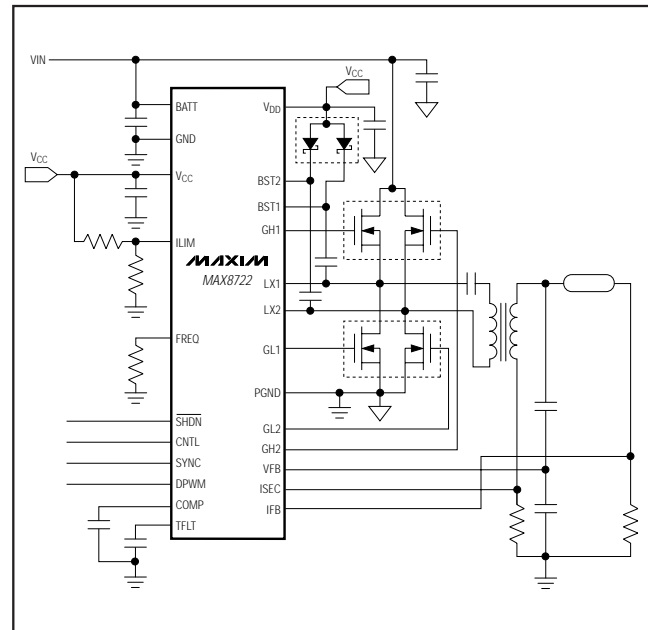 VIN
VCC
BATT
VDD
GND
VCC
VCC
BST2
BST1
GH1
ILIM
MAXIM
MAX8722
LX1
LX2
FREQ
GL1
PGND
SHDN
GL2
CNTL
GH2
SYNC
VFB
DPWM
ISEC
COMP
IFB
TFLT